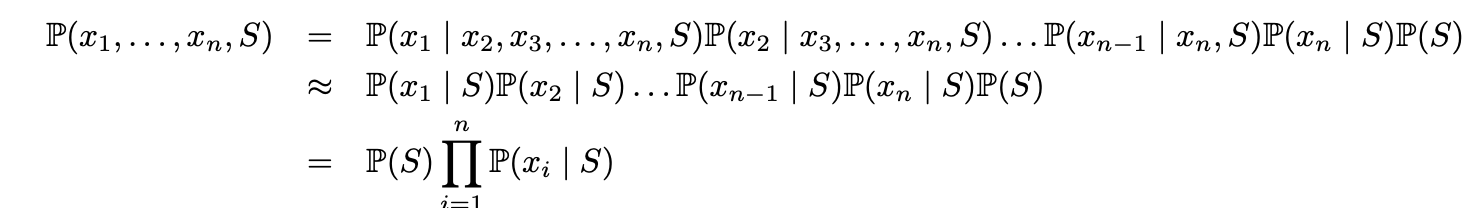 ℙ(x₁, …, xₙ, S) = ℙ(x₁ | x₂, x₃, …, xₙ, S)ℙ(x₂ | x₃, …, xₙ, S) … ℙ(xₙ₋₁ | xₙ, S)ℙ(xₙ | S)ℙ(S)
≈ ℙ(x₁ | S)ℙ(x₂ | S) … ℙ(xₙ₋₁ | S)ℙ(xₙ | S)ℙ(S)
= ℙ(S) ∏ᵢ₌₁ⁿ ℙ(xᵢ | S)